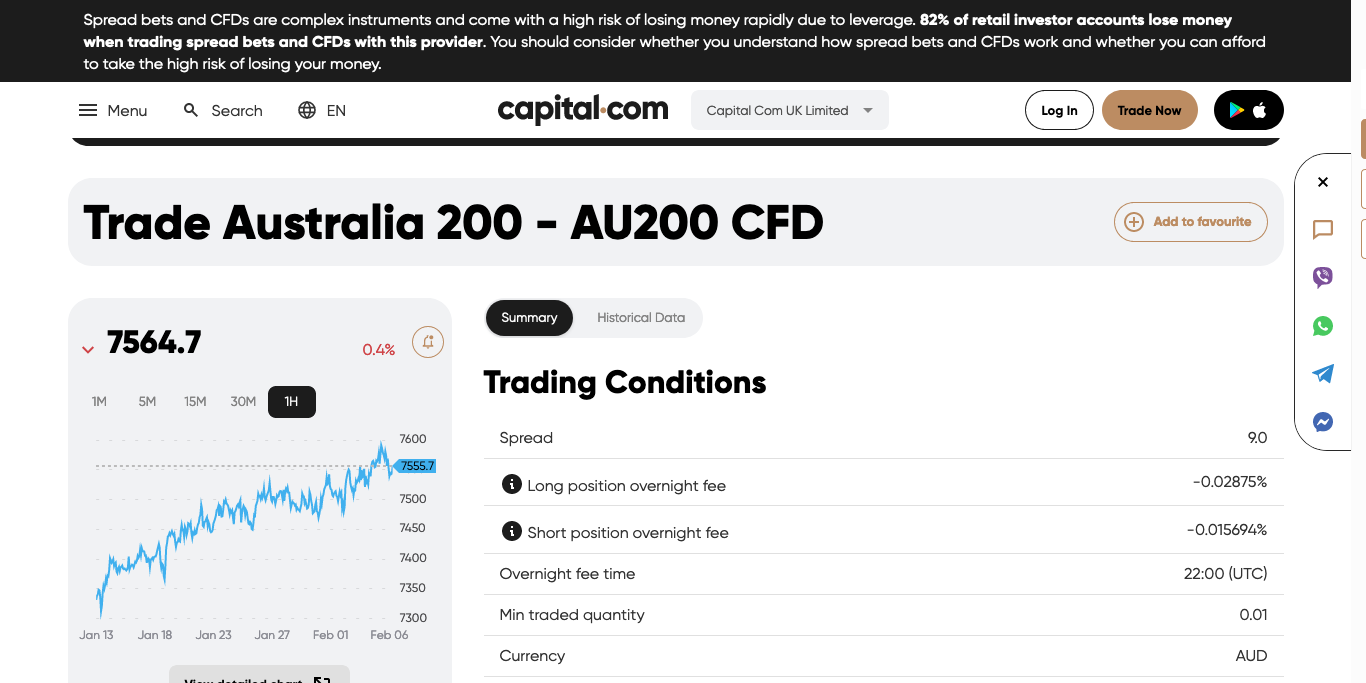 Spread bets and CFDs are complex instruments and come with a high risk of losing money rapidly due to leverage. 82% of retail investor accounts lose money
when trading spread bets and CFDs with this provider. You should consider whether you understand how spread bets and CFDs work and whether you can afford
to take the high risk of losing your money.
Menu Search EN capital.com Capital Com UK Limited Log In Trade Now
Trade Australia 200 - AU200 CFD Add to favourite
7564.7 0.4%
1M 5M 15M 30M 1H
7600
7555.7
7500
7450
7400
7350
7300
Jan 13 Jan 18 Jan 23 Jan 27 Feb 01 Feb 06
View detailed chart
Summary Historical Data
Trading Conditions
Spread 9.0
Long position overnight fee -0.02875%
Short position overnight fee -0.015694%
Overnight fee time 22:00 (UTC)
Min traded quantity 0.01
Currency AUD